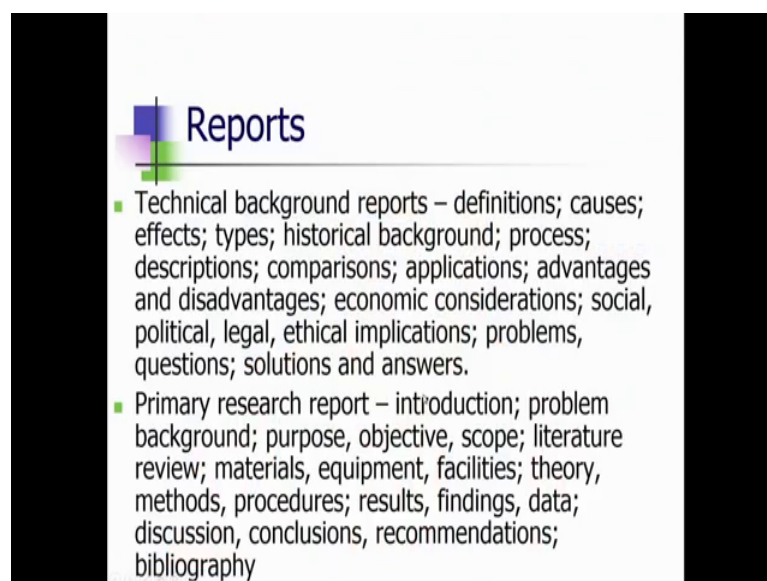 Reports
Technical background reports – definitions; causes;
effects; types; historical background; process;
descriptions; comparisons; applications; advantages
and disadvantages; economic considerations; social,
political, legal, ethical implications; problems,
questions; solutions and answers.
Primary research report – introduction; problem
background; purpose, objective, scope; literature
review; materials, equipment, facilities; theory,
methods, procedures; results, findings, data;
discussion, conclusions, recommendations;
bibliography